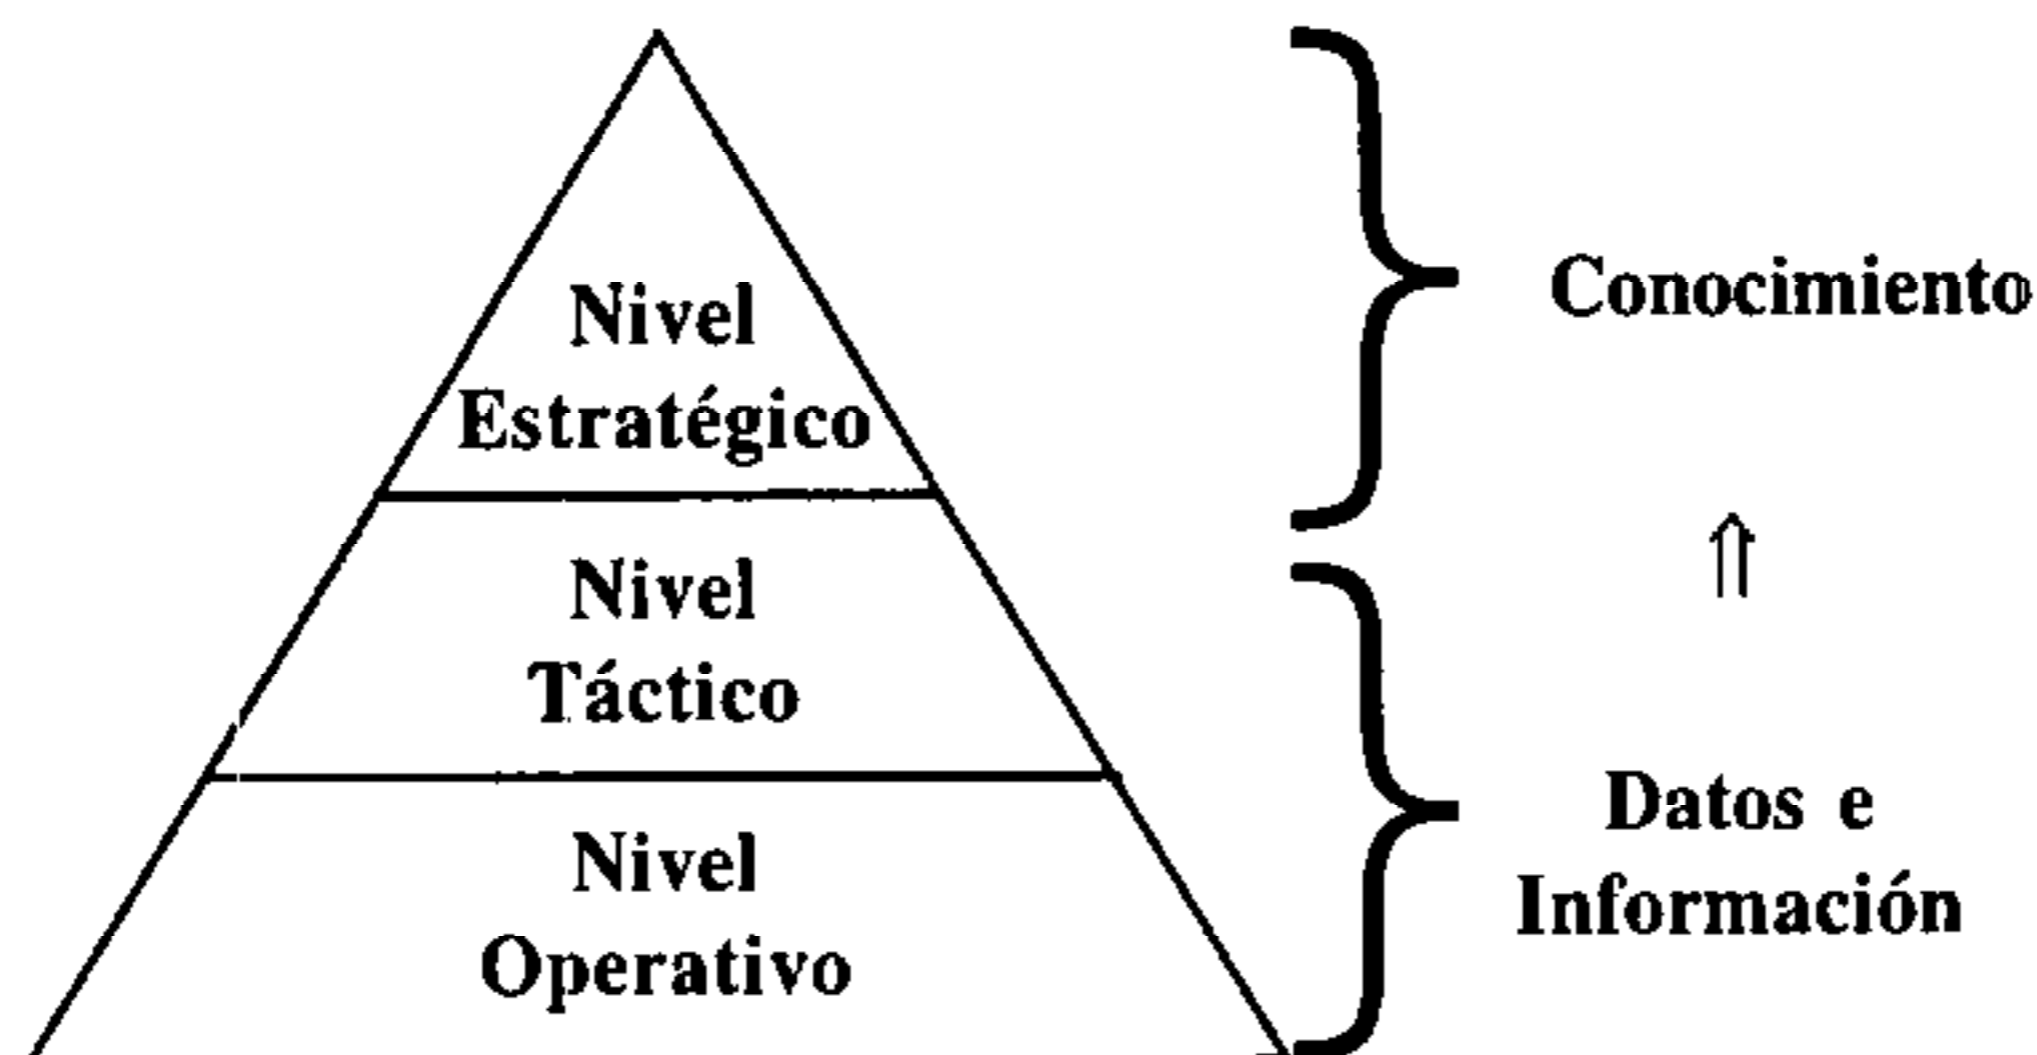 Nivel
Estratégico
Conocimiento
⇑
Nivel
Táctico
Nivel
Operativo
Datos e
Información